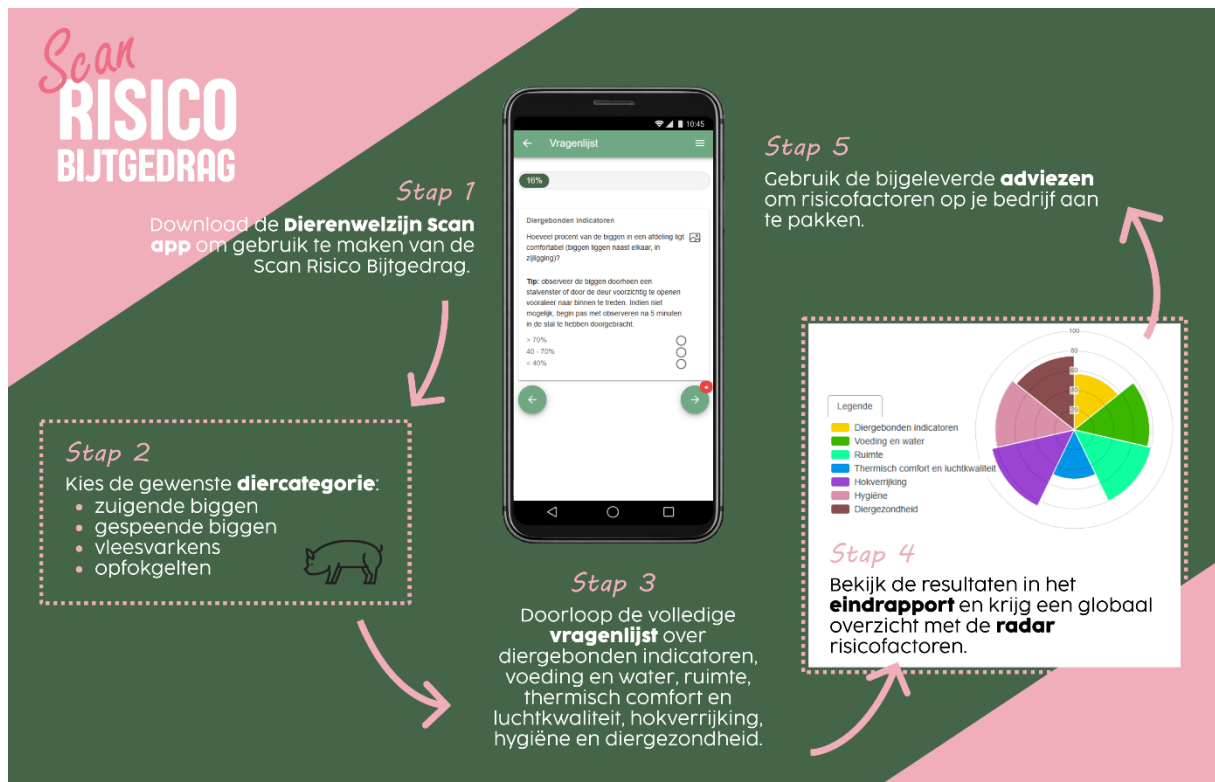 Scan
RISICO
BIJTGEDRAG
Stap 1
Download de Dierenwelzijn Scan
app om gebruik te maken van de
Scan Risico Bijtgedrag.
Stap 2
Kies de gewenste diercategorie:
• zuigende biggen
• gespeende biggen
• vleesvarkens
• opfokgelten
10:45
Vragenlijst
16%
Diergebonden indicatoren
Hoeveel procent van de biggen in een afdeling ligt
comfortabel (biggen liggen naast elkaar, in
zijligging)?
Tip: observeer de biggen doorheen een
stalvenster of door de deur voorzichtig te openen
vooraleer naar binnen te treden. Indien niet
mogelijk, begin pas met observeren na 5 minuten
in de stal te hebben doorgebracht.
> 70%
40 - 70%
< 40%
Stap 3
Doorloop de volledige
vragenlijst over
diergebonden indicatoren,
voeding en water, ruimte,
thermisch comfort en
luchtkwaliteit, hokverrijking,
hygiëne en diergezondheid.
Stap 5
Gebruik de bijgeleverde adviezen
om risicofactoren op je bedrijf aan
te pakken.
100
80
60
40
20
Legende
Diergebonden indicatoren
Voeding en water
Ruimte
Thermisch comfort en luchtkwaliteit
Hokverrijking
Hygiëne
Diergezondheid
Stap 4
Bekijk de resultaten in het
eindrapport en krijg een globaal
overzicht met de radar
risicofactoren.